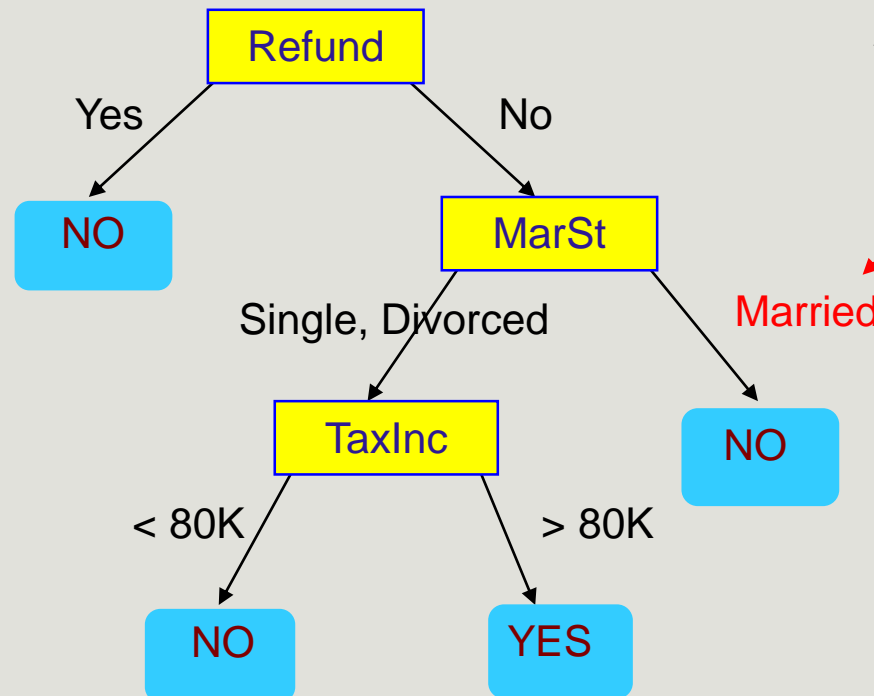 Refund
Yes
No
NO
MarSt
Single, Divorced
Married
TaxInc
NO
< 80K
> 80K
NO
YES